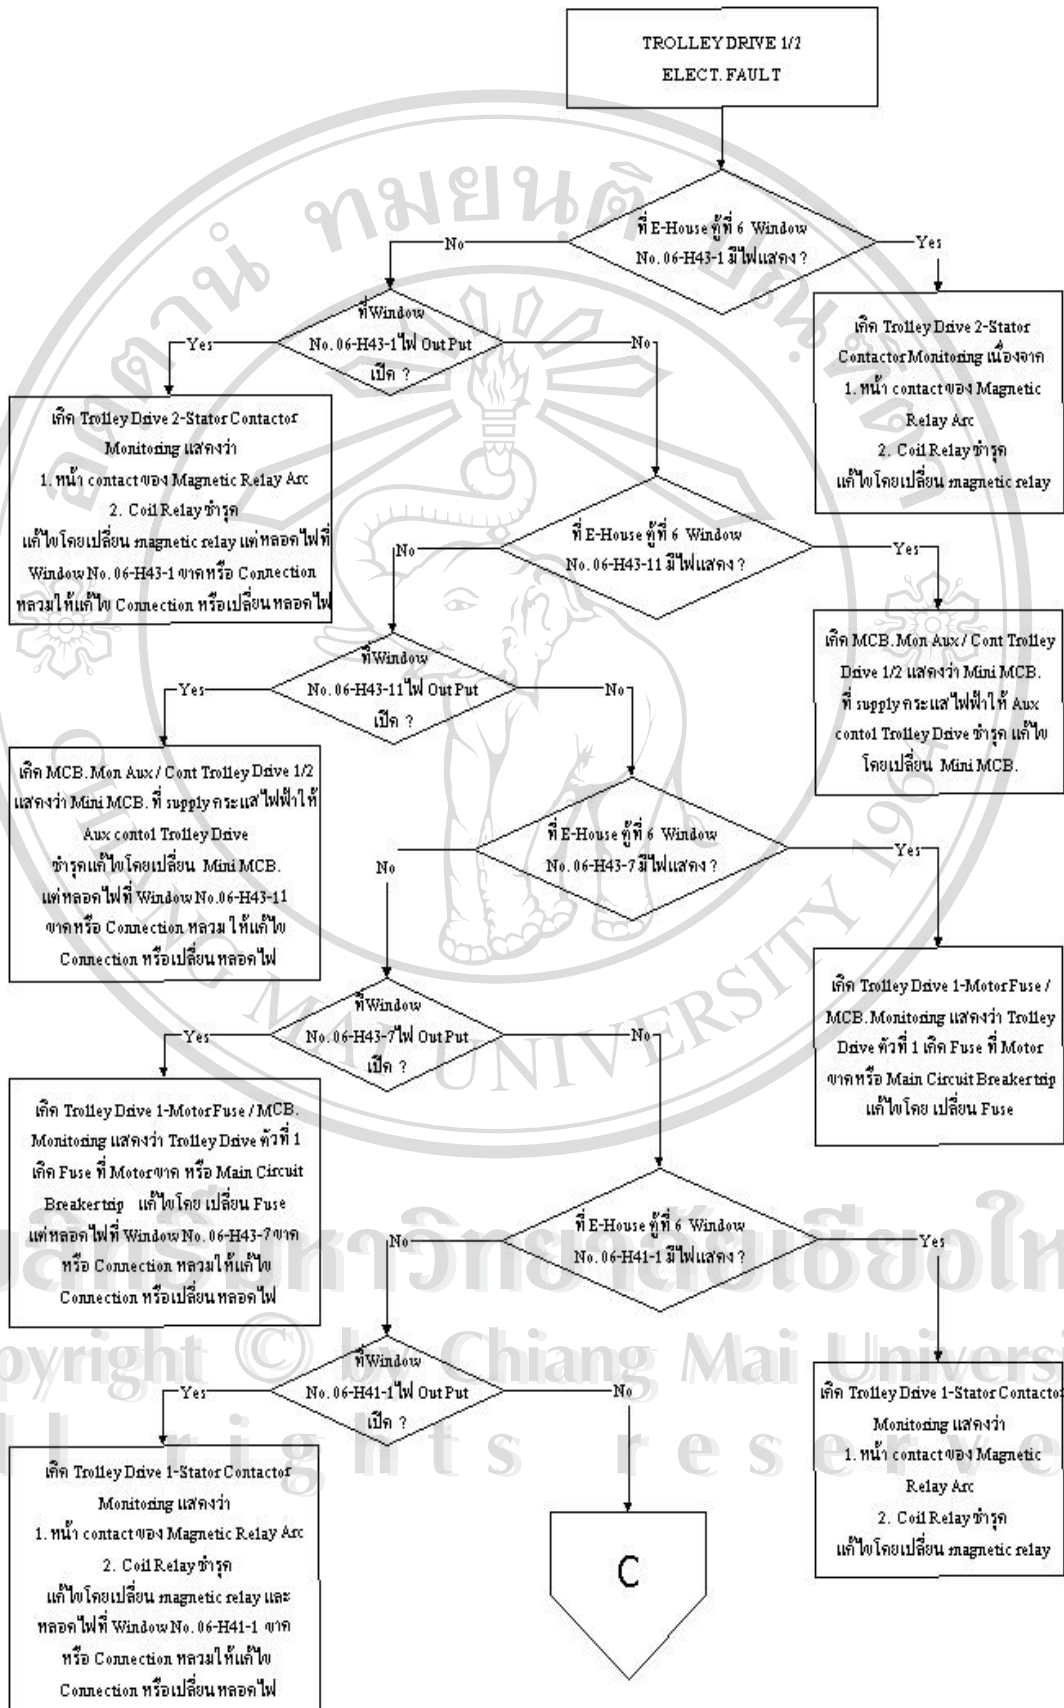 TROLLEY DRIVE 1/2
ELECT. FAULT
ที่ E-House ตู้ที่ 6 Window
No. 06-H43-1 มีไฟแสดง ?
No
Yes
ที่Window
No. 06-H43-1ไฟ Out Put
เปิด ?
Yes
No
เกิด Trolley Drive 2-Stator
Contactor Monitoring เนื่องจาก
1. หน้า contact ของ Magnetic
Relay Arc
2. Coil Relay ชำรุด
แก้ไขโดยเปลี่ยน magnetic relay
เกิด Trolley Drive 2-Stator Contactor
Monitoring แสดงว่า
1. หน้า contact ของ Magnetic Relay Arc
2. Coil Relay ชำรุด
แก้ไขโดยเปลี่ยน magnetic relay แต่หลอดไฟที่
Window No. 06-H43-1 ขาดหรือ Connection
หลวมให้แก้ไข Connection หรือเปลี่ยนหลอดไฟ
ที่ E-House ตู้ที่ 6 Window
No. 06-H43-11 มีไฟแสดง ?
No
Yes
ที่Window
No. 06-H43-11ไฟ Out Put
เปิด ?
Yes
No
เกิด MCB. Mon Aux / Cont Trolley
Drive 1/2 แสดงว่า Mini MCB.
ที่ supply กระแสไฟฟ้าให้ Aux
contol Trolley Drive ชำรุด แก้ไข
โดยเปลี่ยน Mini MCB.
เกิด MCB. Mon Aux / Cont Trolley Drive 1/2
แสดงว่า Mini MCB. ที่ supply กระแสไฟฟ้าให้
Aux contol Trolley Drive
ชำรุดแก้ไขโดยเปลี่ยน Mini MCB.
แต่หลอดไฟที่ Window No.06-H43-11
ขาดหรือ Connection หลวม ให้แก้ไข
Connection หรือเปลี่ยนหลอดไฟ
ที่ E-House ตู้ที่ 6 Window
No. 06-H43-7 มีไฟแสดง ?
No
Yes
ที่Window
No. 06-H43-7ไฟ Out Put
เปิด ?
Yes
No
เกิด Trolley Drive 1-Motor Fuse /
MCB. Monitoring แสดงว่า Trolley
Drive ตัวที่ 1 เกิด Fuse ที่ Motor
ขาดหรือ Main Circuit Breaker trip
แก้ไขโดย เปลี่ยน Fuse
เกิด Trolley Drive 1-Motor Fuse / MCB.
Monitoring แสดงว่า Trolley Drive ตัวที่ 1
เกิด Fuse ที่ Motor ขาด หรือ Main Circuit
Breaker trip แก้ไขโดย เปลี่ยน Fuse
แต่หลอดไฟที่ Window No. 06-H43-7 ขาด
หรือ Connection หลวมให้แก้ไข
Connection หรือเปลี่ยนหลอดไฟ
ที่ E-House ตู้ที่ 6 Window
No. 06-H41-1 มีไฟแสดง ?
No
Yes
ที่Window
No. 06-H41-1ไฟ Out Put
เปิด ?
Yes
No
เกิด Trolley Drive 1-Stator Contacto
Monitoring แสดงว่า
1. หน้า contact ของ Magnetic
Relay Arc
2. Coil Relay ชำรุด
แก้ไขโดยเปลี่ยน magnetic relay
เกิด Trolley Drive 1-Stator Contactor
Monitoring แสดงว่า
1. หน้า contact ของ Magnetic Relay Arc
2. Coil Relay ชำรุด
แก้ไขโดยเปลี่ยน magnetic relay และ
หลอดไฟที่ Window No. 06-H41-1 ขาด
หรือ Connection หลวมให้แก้ไข
Connection หรือเปลี่ยนหลอดไฟ
C
pyright © by Chiang Mai Univers
rights reserve